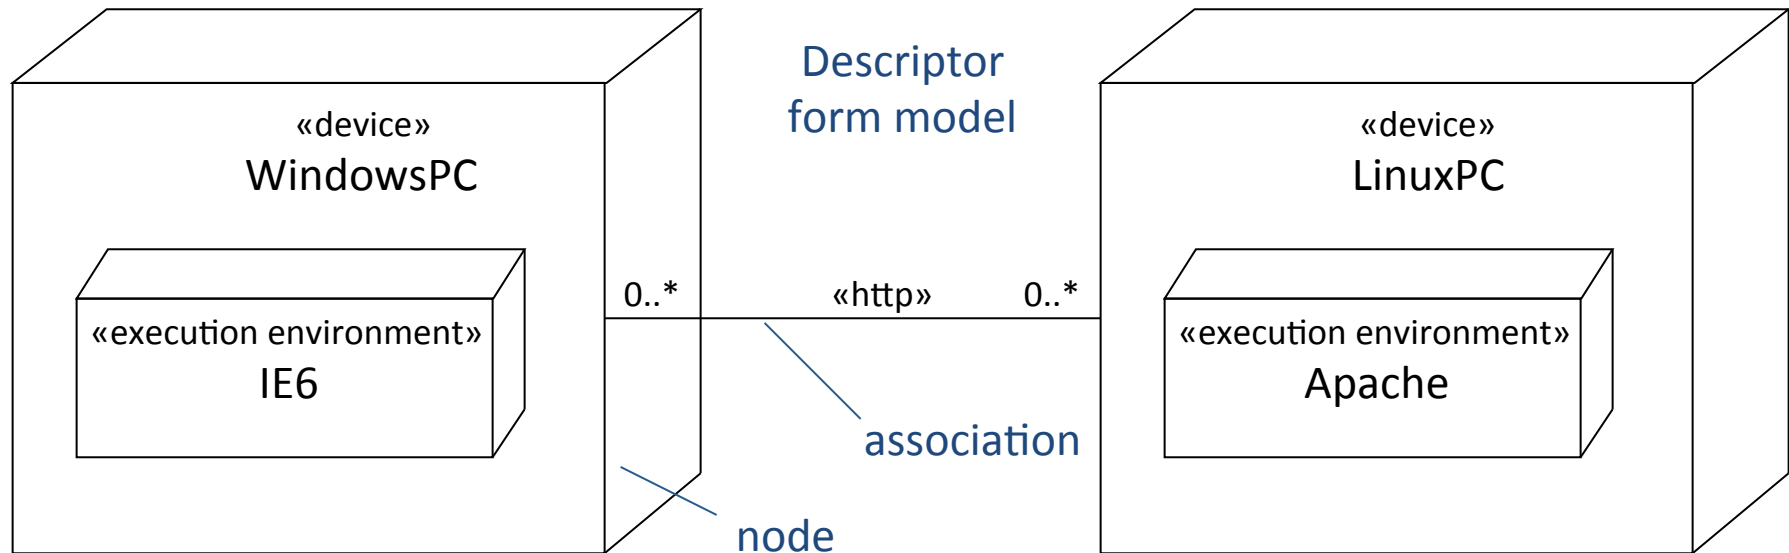 Descriptor
form model
«device»
WindowsPC
«device»
LinuxPC
0..*
«http»
0..*
«execution environment»
IE6
«execution environment»
Apache
association
node